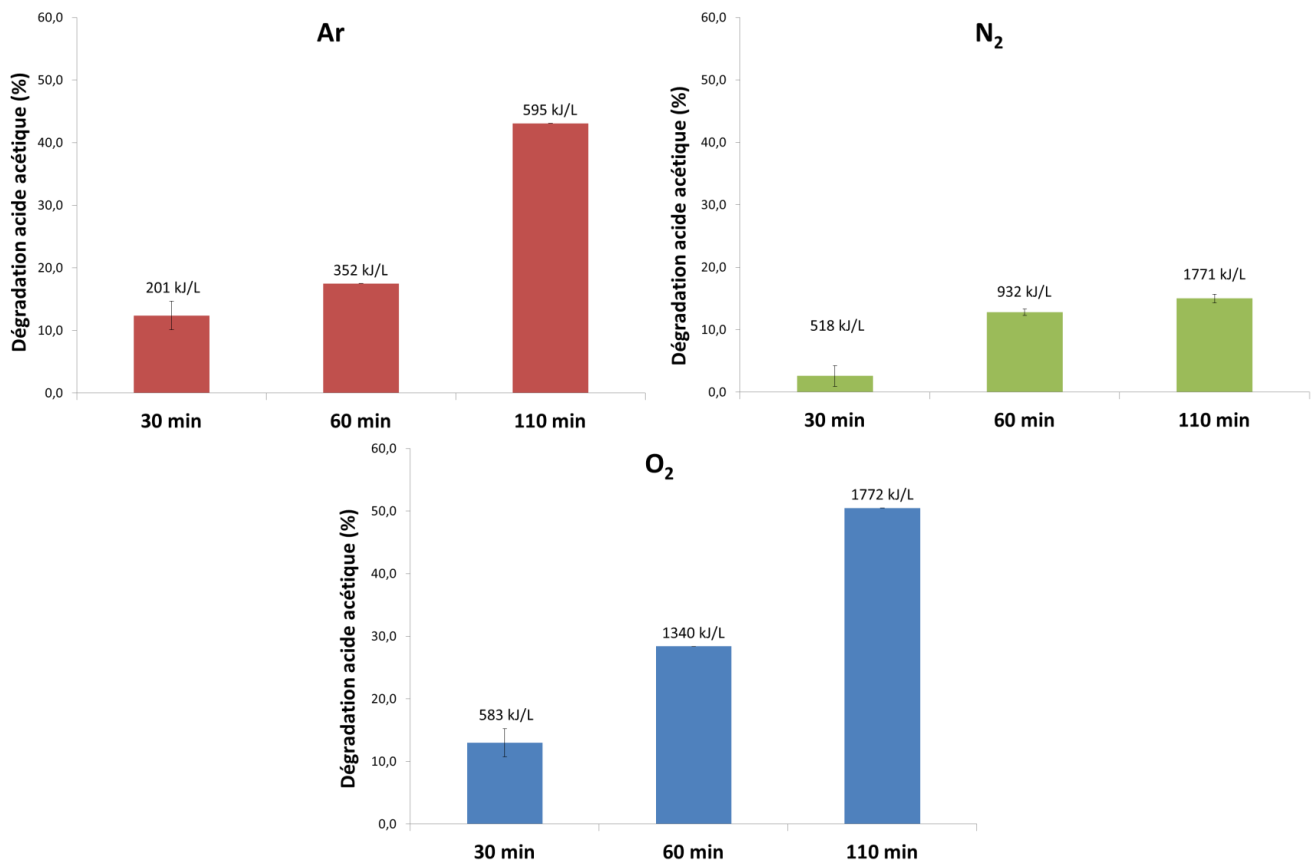 Ar
Dégradation acide acétique (%)
60,0
50,0
40,0
30,0
20,0
10,0
0,0
201 kJ/L
352 kJ/L
595 kJ/L
30 min
60 min
110 min
N2
Dégradation acide acétique (%)
60,0
50,0
40,0
30,0
20,0
10,0
0,0
518 kJ/L
932 kJ/L
1771 kJ/L
30 min
60 min
110 min
O2
Dégradation acide acétique (%)
60,0
50,0
40,0
30,0
20,0
10,0
0,0
583 kJ/L
1340 kJ/L
1772 kJ/L
30 min
60 min
110 min